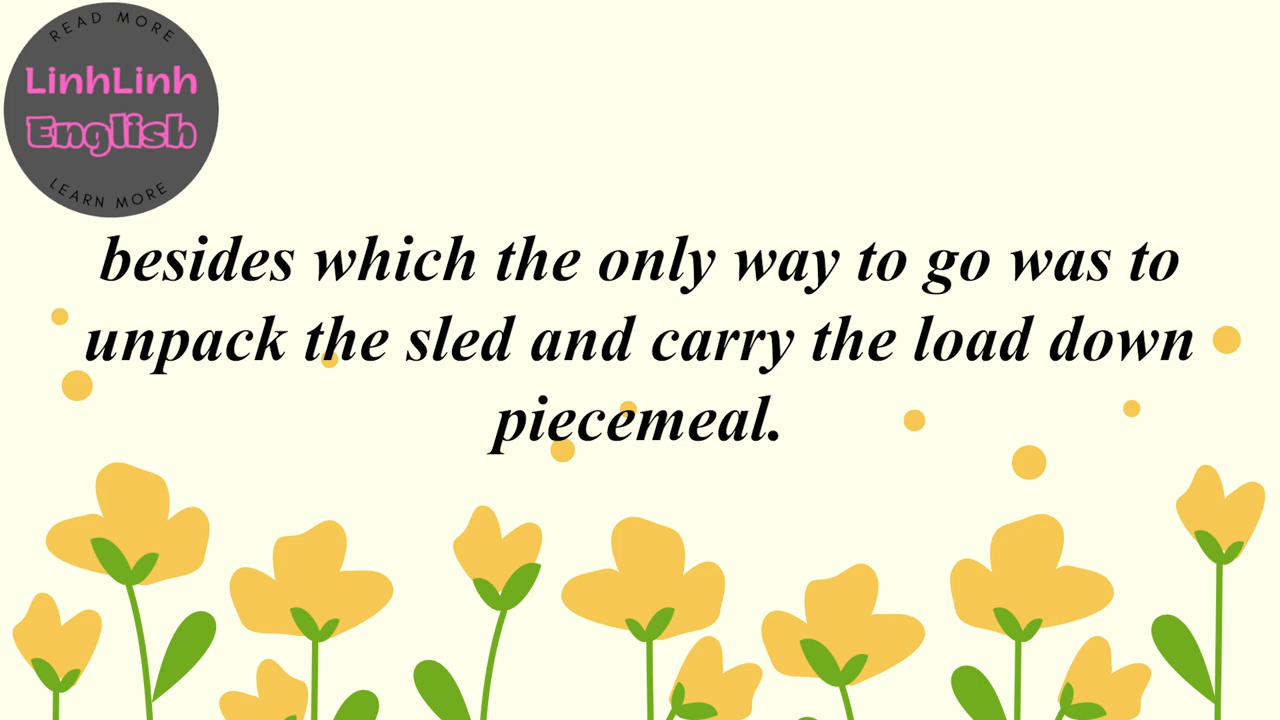 READ MORE
LinhLinh
English
LEARN MORE
besides which the only way to go was to
unpack the sled and carry the load down
piecemeal.